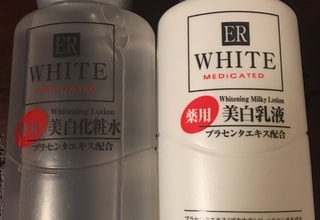 ER
WHITE
MEDICATED
Whitening Lotion
薬用 美白化粧水
プラセンタエキス配合
ER
WHITE
MEDICATED
Whitening Milky Lotion
薬用 美白乳液
プラセンタエキス配合